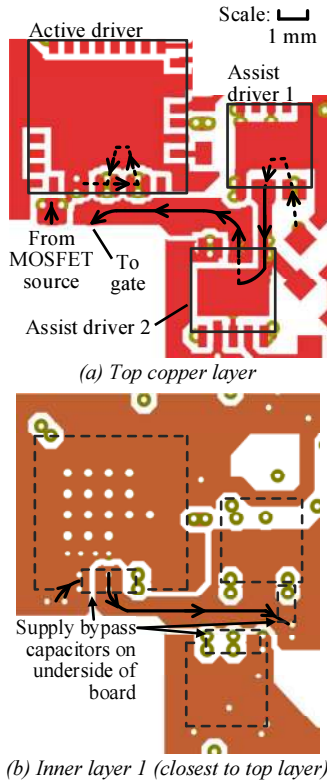 Scale:
1 mm
Active driver
Assist
driver 1
From
MOSFET
source
To
gate
Assist driver 2
(a) Top copper layer
Supply bypass
capacitors on
underside of
board
(b) Inner layer 1 (closest to top layer)